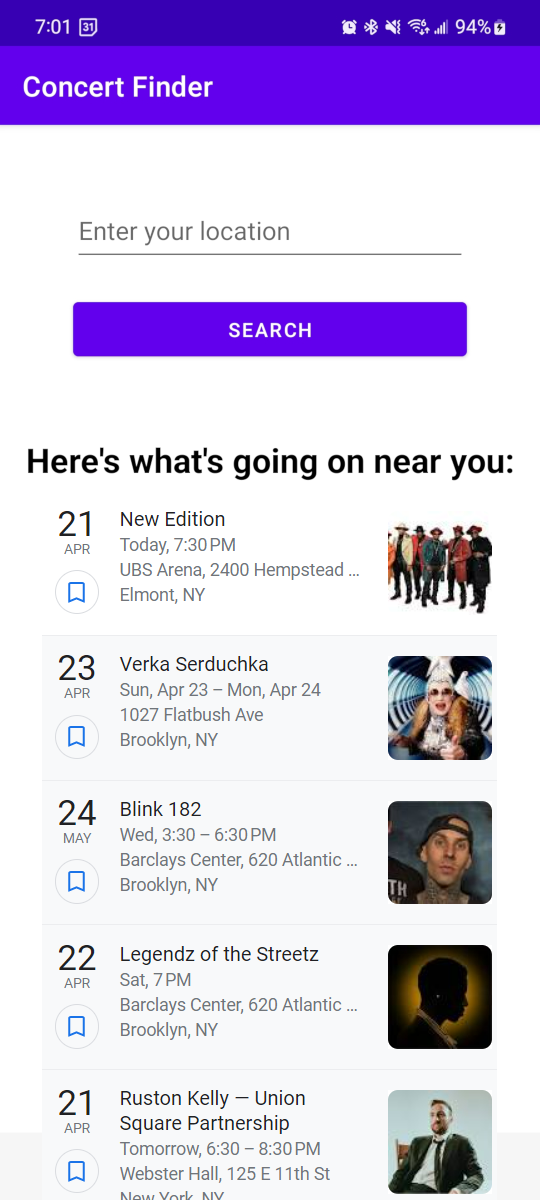 7:01 31 94%
Concert Finder
Enter your location
SEARCH
Here's what's going on near you:
21
APR
New Edition
Today, 7:30 PM
UBS Arena, 2400 Hempstead ...
Elmont, NY
23
APR
Verka Serduchka
Sun, Apr 23 – Mon, Apr 24
1027 Flatbush Ave
Brooklyn, NY
24
MAY
Blink 182
Wed, 3:30 – 6:30 PM
Barclays Center, 620 Atlantic ...
Brooklyn, NY
TH
22
APR
Legendz of the Streetz
Sat, 7 PM
Barclays Center, 620 Atlantic ...
Brooklyn, NY
21
APR
Ruston Kelly — Union
Square Partnership
Tomorrow, 6:30 – 8:30 PM
Webster Hall, 125 E 11th St
New York, NY